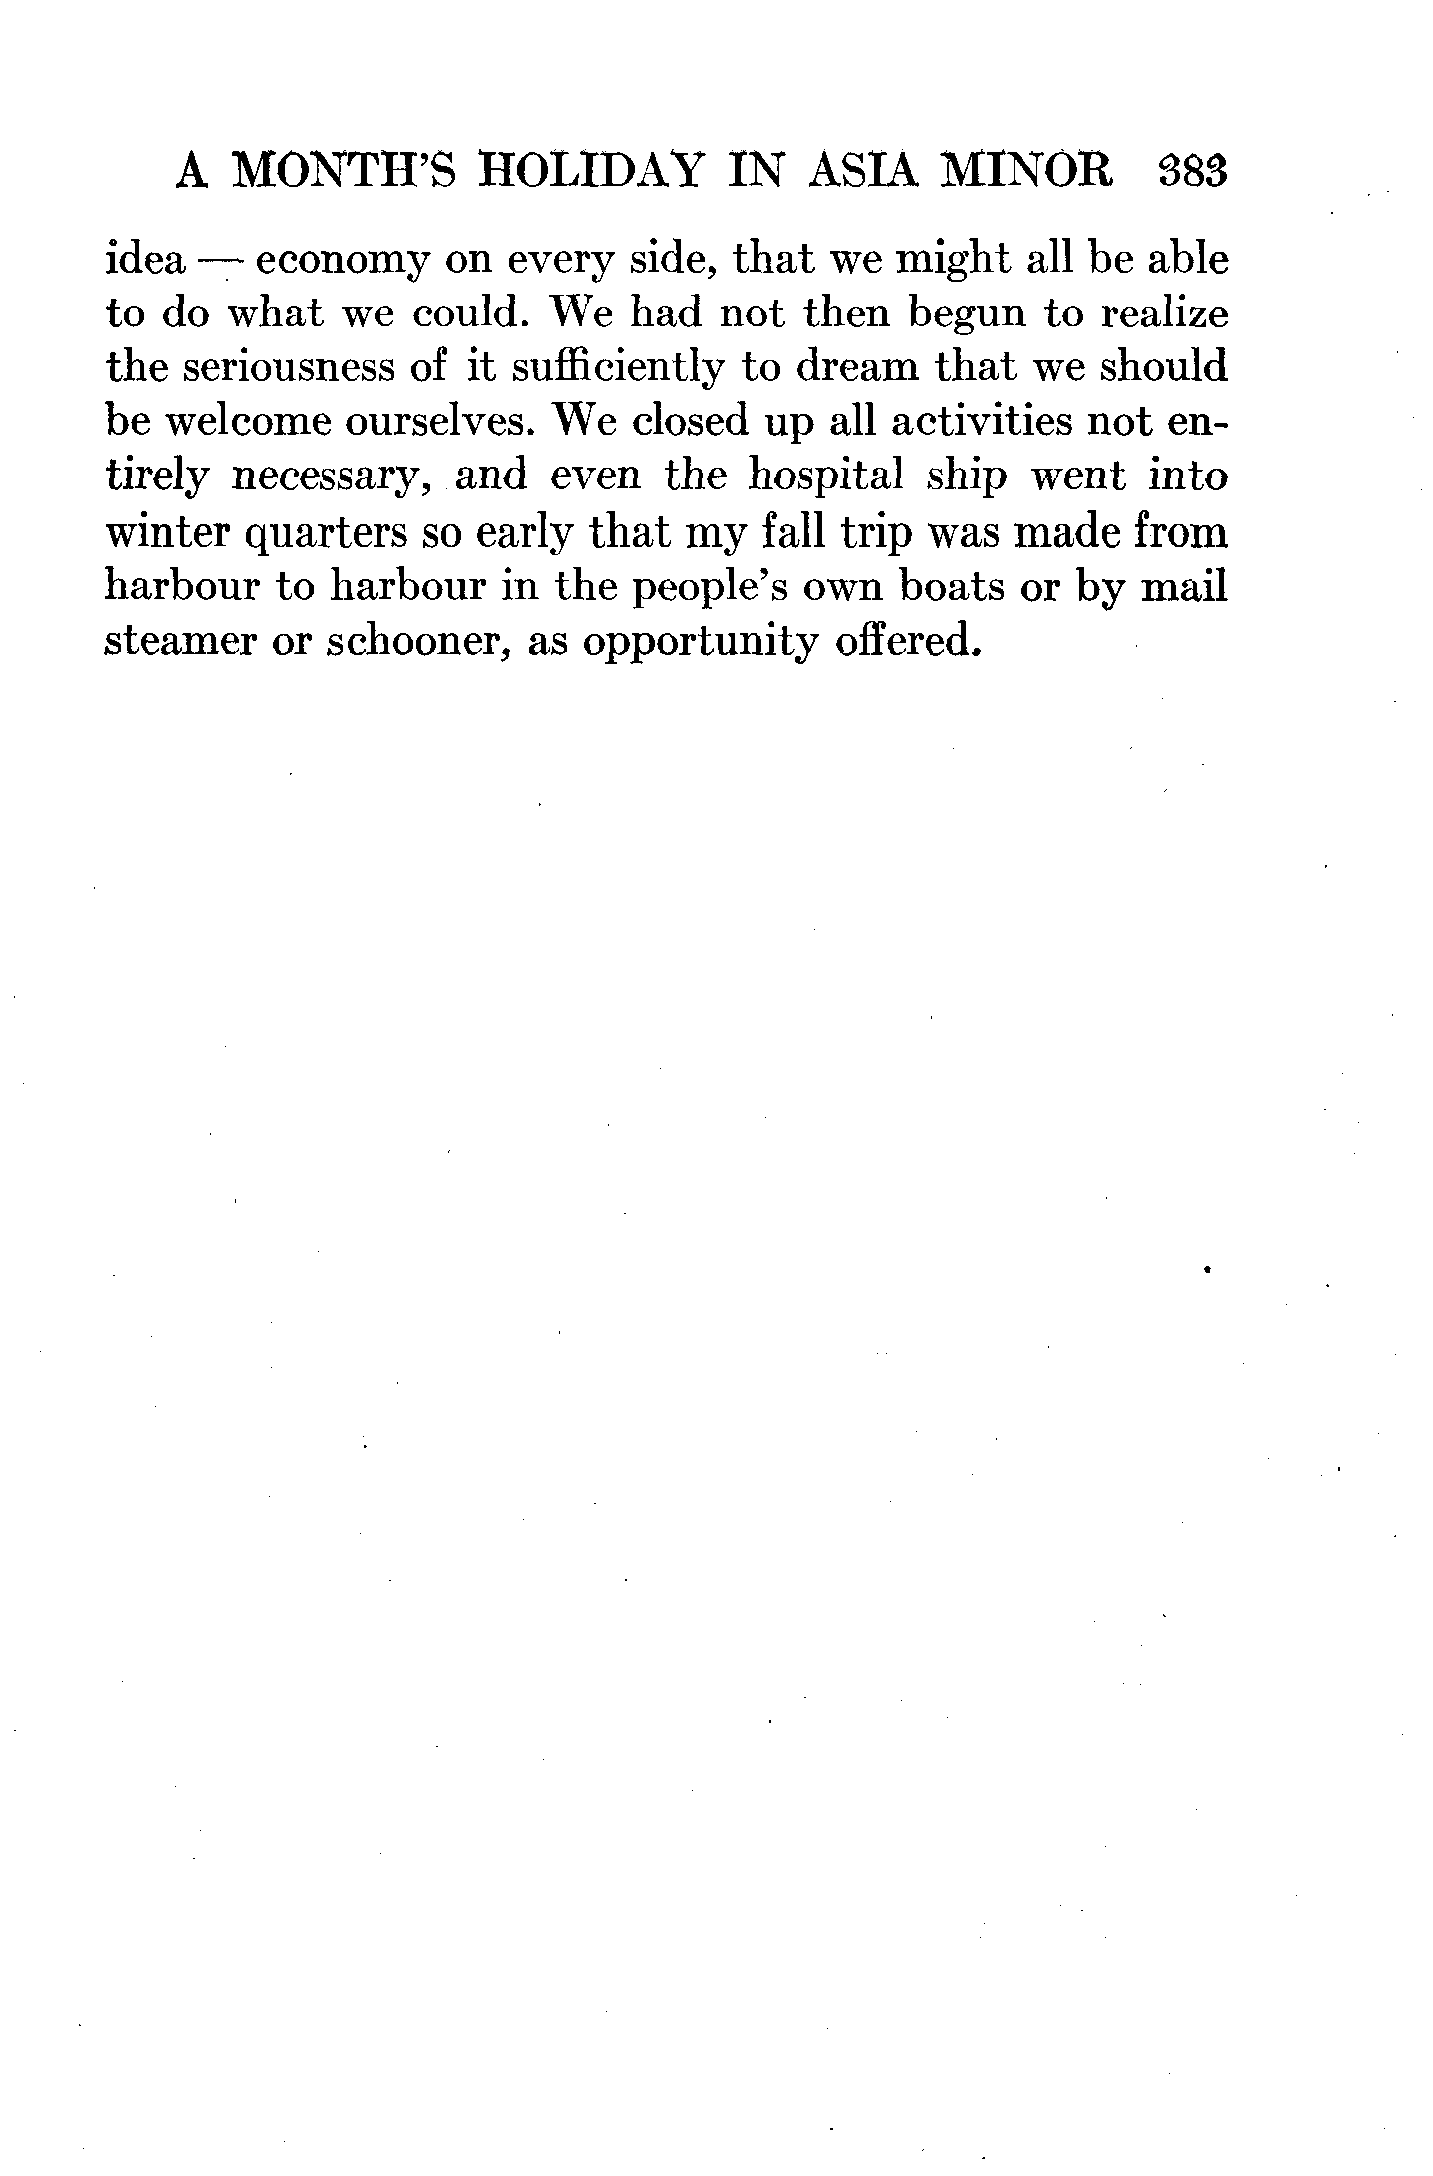 A MONTH'S HOLIDAY IN ASIA MINOR 383
idea — economy on every side, that we might all be able
to do what we could. We had not then begun to realize
the seriousness of it sufficiently to dream that we should
be welcome ourselves. We closed up all activities not en-
tirely necessary, and even the hospital ship went into
winter quarters so early that my fall trip was made from
harbour to harbour in the people's own boats or by mail
steamer or schooner, as opportunity offered.